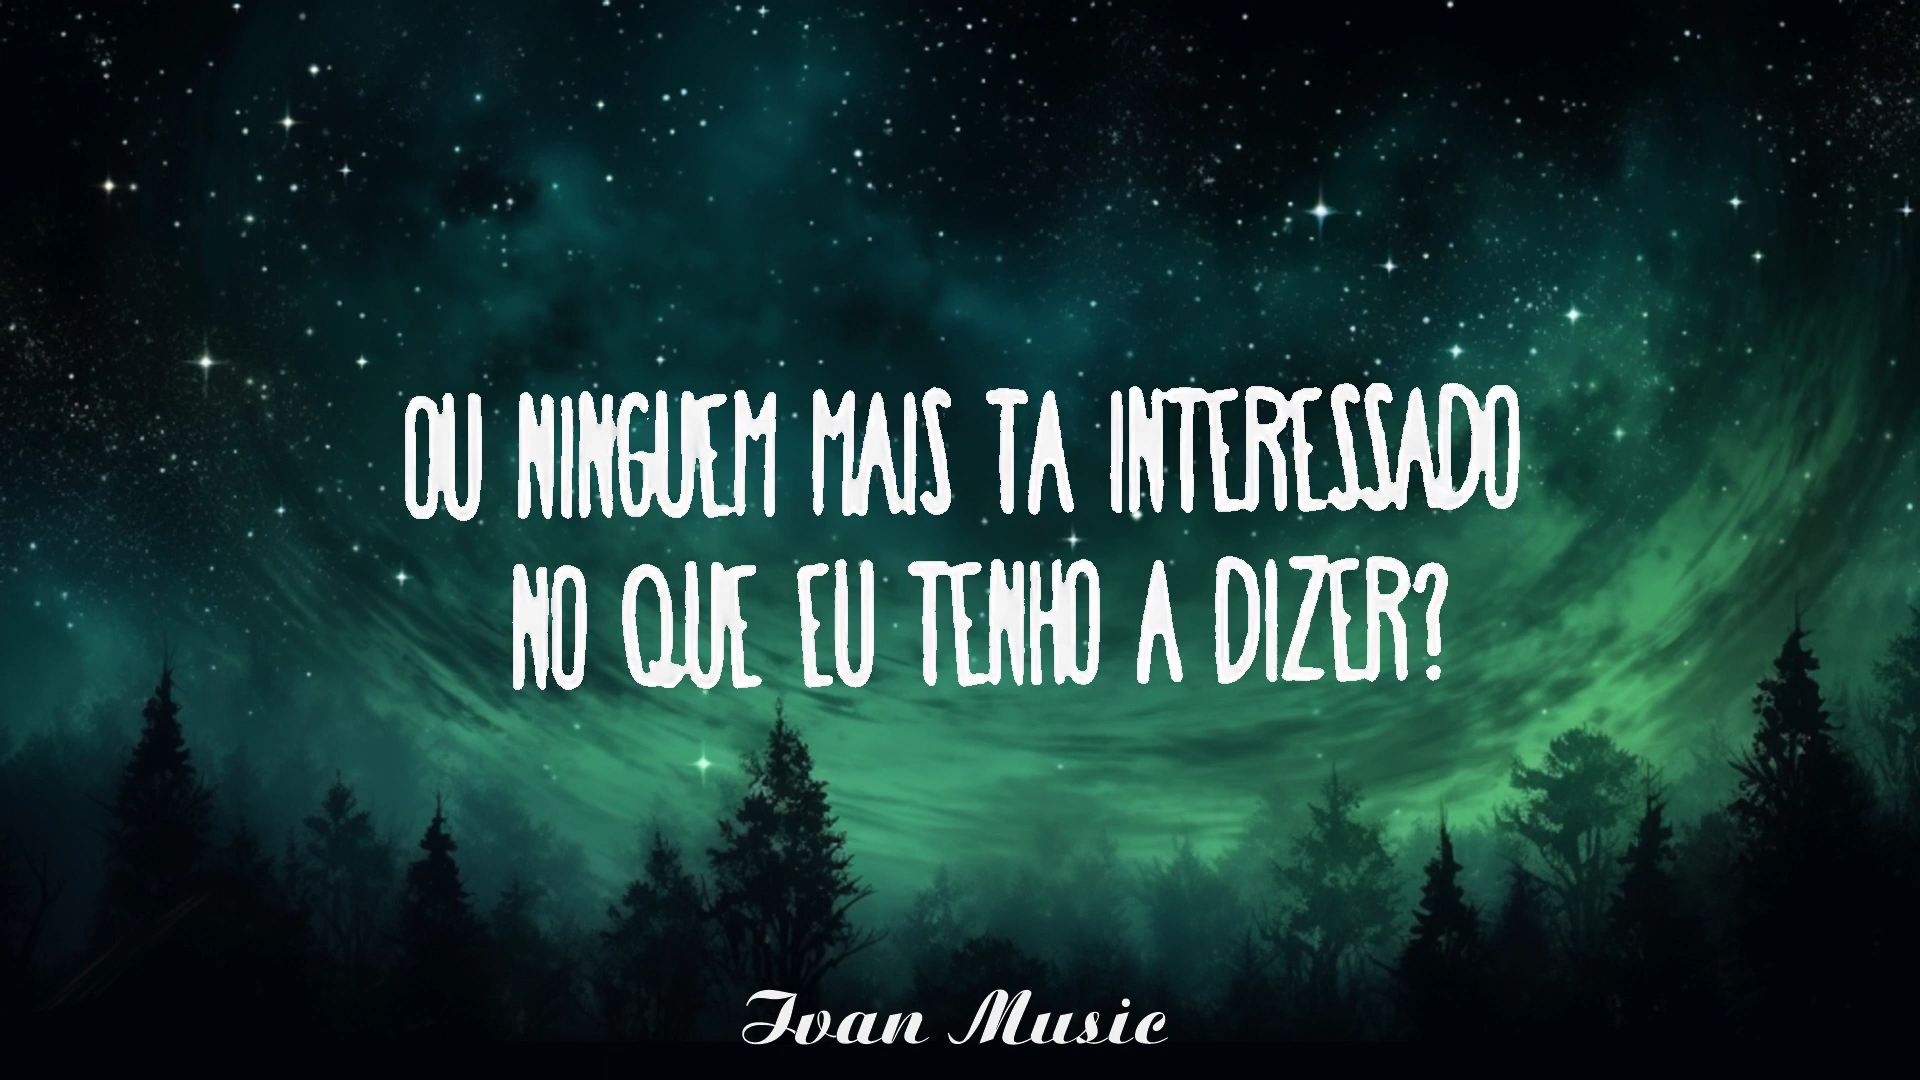 OU NINGUEM MAIS TA INTERESSADO
NO QUE EU TENHO A DIZER?
Ivan Music